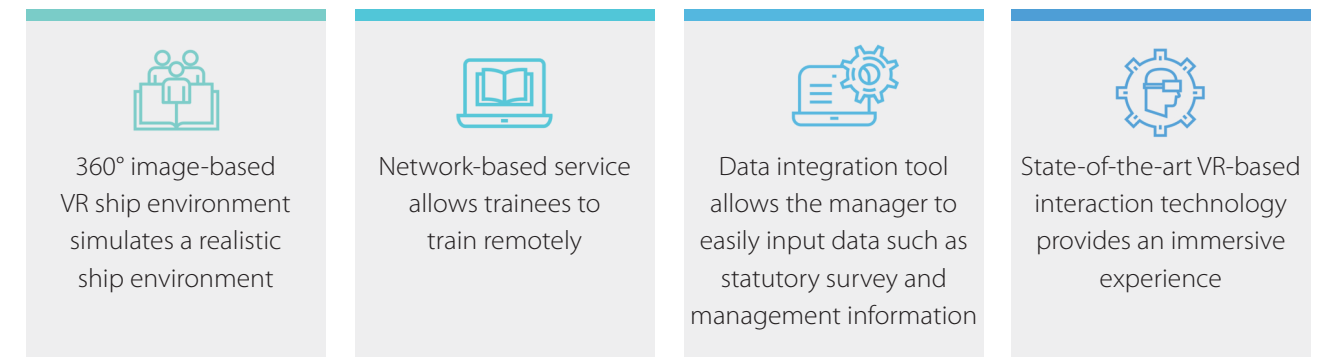 360° image-based
VR ship environment
simulates a realistic
ship environment
Network-based service
allows trainees to
train remotely
Data integration tool
allows the manager to
easily input data such as
statutory survey and
management information
State-of-the-art VR-based
interaction technology
provides an immersive
experience